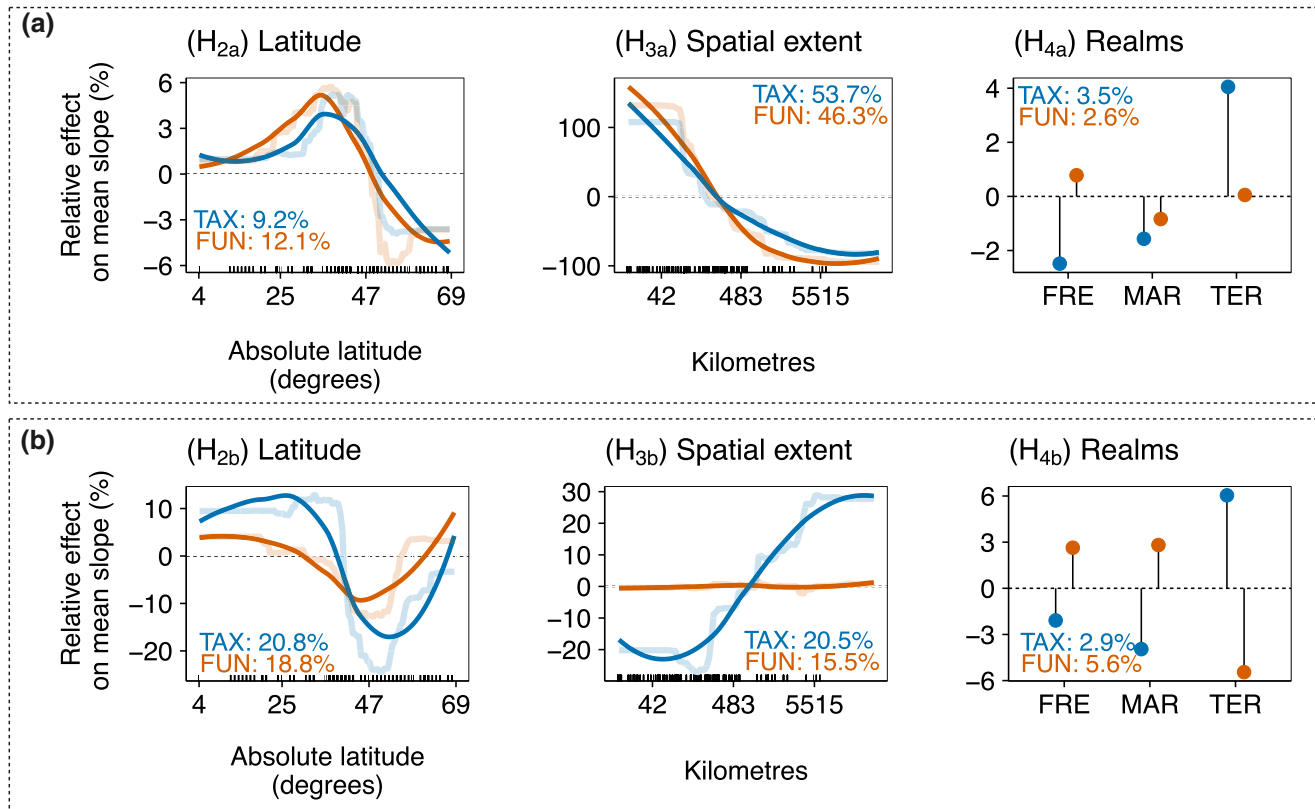 (a)
(H2a) Latitude
(H3a) Spatial extent
(H4a) Realms
Relative effect
on mean slope (%)
6
3
0
−3
−6
TAX: 9.2%
FUN: 12.1%
4 25 47 69
Absolute latitude
(degrees)
100
0
−100
TAX: 53.7%
FUN: 46.3%
42 483 5515
Kilometres
4
2
0
−2
TAX: 3.5%
FUN: 2.6%
FRE MAR TER
(b)
(H2b) Latitude
(H3b) Spatial extent
(H4b) Realms
Relative effect
on mean slope (%)
10
0
−10
−20
TAX: 20.8%
FUN: 18.8%
4 25 47 69
Absolute latitude
(degrees)
30
20
10
0
−10
−20
TAX: 20.5%
FUN: 15.5%
42 483 5515
Kilometres
6
3
0
−3
−6
TAX: 2.9%
FUN: 5.6%
FRE MAR TER